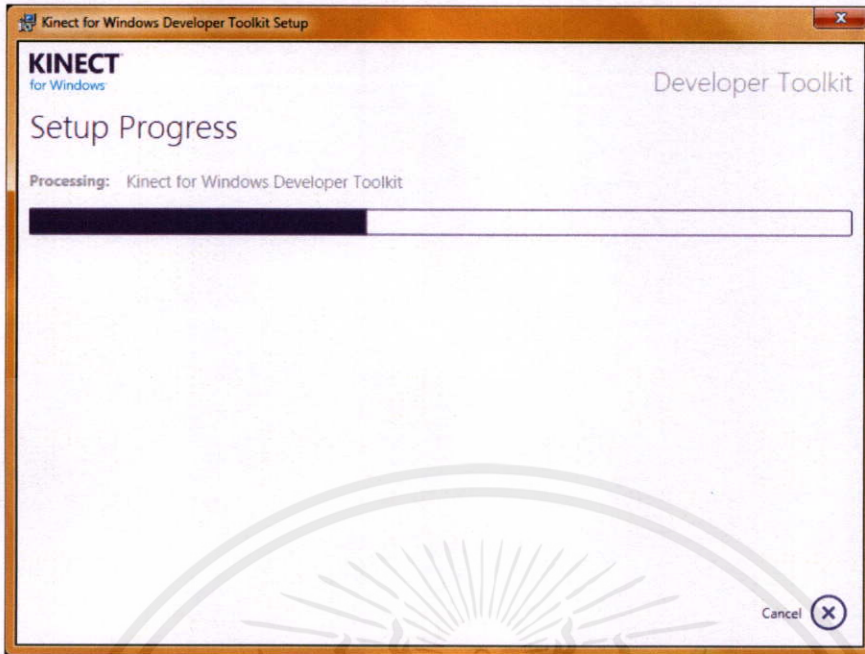 Kinect for Windows Developer Toolkit Setup
KINECT
for Windows
Developer Toolkit
Setup Progress
Processing: Kinect for Windows Developer Toolkit
Cancel